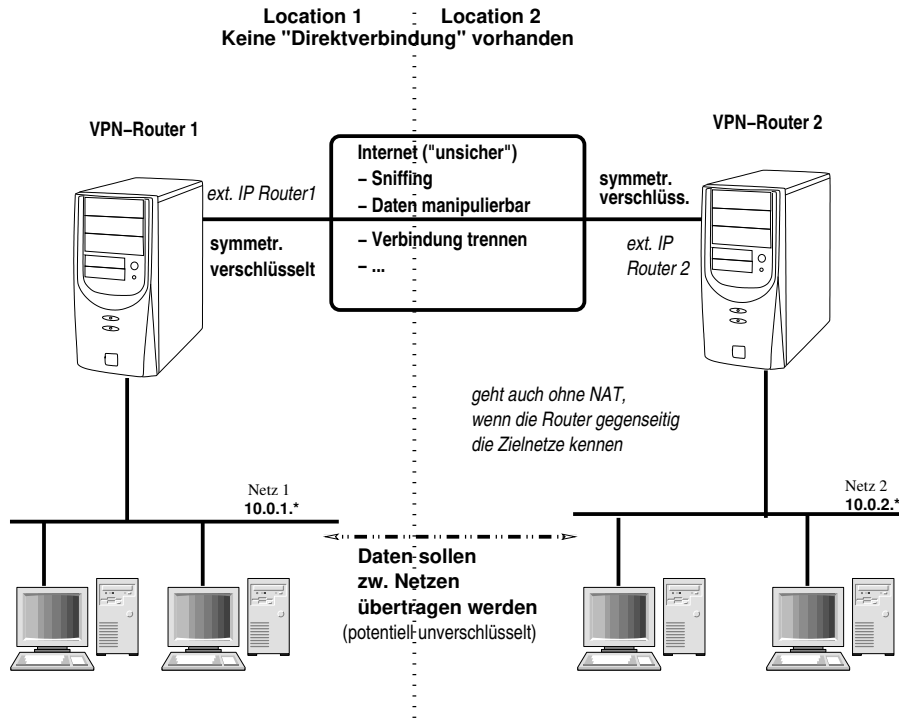 Location 1
Location 2
Keine "Direktverbindung" vorhanden
VPN–Router 1
VPN–Router 2
Internet ("unsicher")
– Sniffing
– Daten manipulierbar
– Verbindung trennen
– ...
ext. IP Router1
symmetr.
verschlüsselt
symmetr.
verschlüss.
ext. IP
Router 2
geht auch ohne NAT,
wenn die Router gegenseitig
die Zielnetze kennen
Netz 1
10.0.1.*
Netz 2
10.0.2.*
Daten sollen
zw. Netzen
übertragen werden
(potentiell unverschlüsselt)